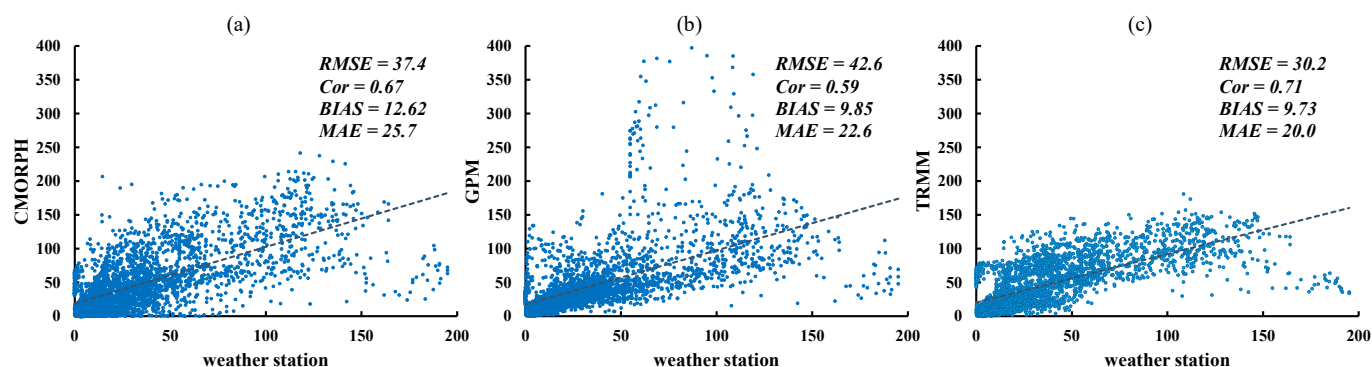 (a)
RMSE = 37.4
Cor = 0.67
BIAS = 12.62
MAE = 25.7
CMORPH
400
350
300
250
200
150
100
50
0
0 50 100 150 200
weather station
(b)
RMSE = 42.6
Cor = 0.59
BIAS = 9.85
MAE = 22.6
GPM
400
350
300
250
200
150
100
50
0
0 50 100 150 200
weather station
(c)
RMSE = 30.2
Cor = 0.71
BIAS = 9.73
MAE = 20.0
TRMM
400
350
300
250
200
150
100
50
0
0 50 100 150 200
weather station